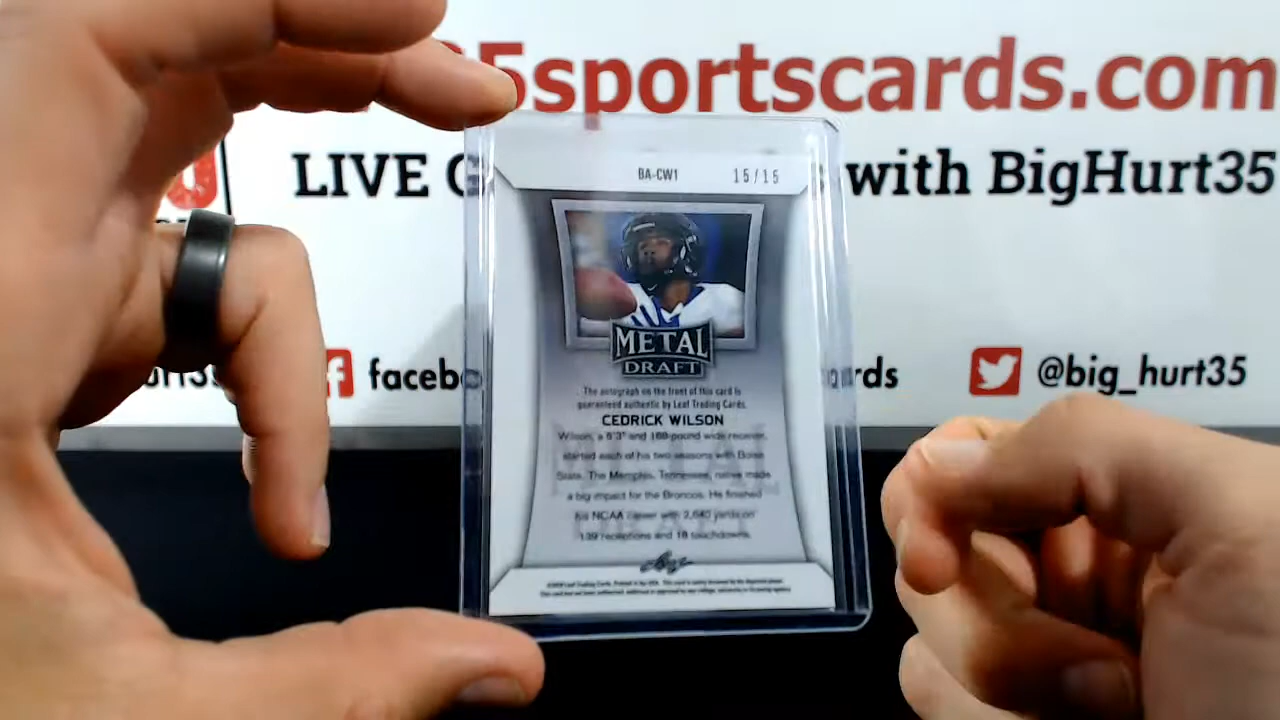 5sportscards.com
LIVE G with BigHurt35
facebo rds
@big_hurt35
BA-CW1
15/15
METAL
DRAFT
The autograph on the front of this card is
guaranteed authentic by Leaf Trading Cards.
CEDRICK WILSON
Wilson, a 6'3" and 188-pound wide receiver,
started each of his two seasons with Boise
State. The Memphis, Tennessee, native made
a big impact for the Broncos. He finished
his NCAA career with 2,640 yards on
139 receptions and 18 touchdowns.
Leaf